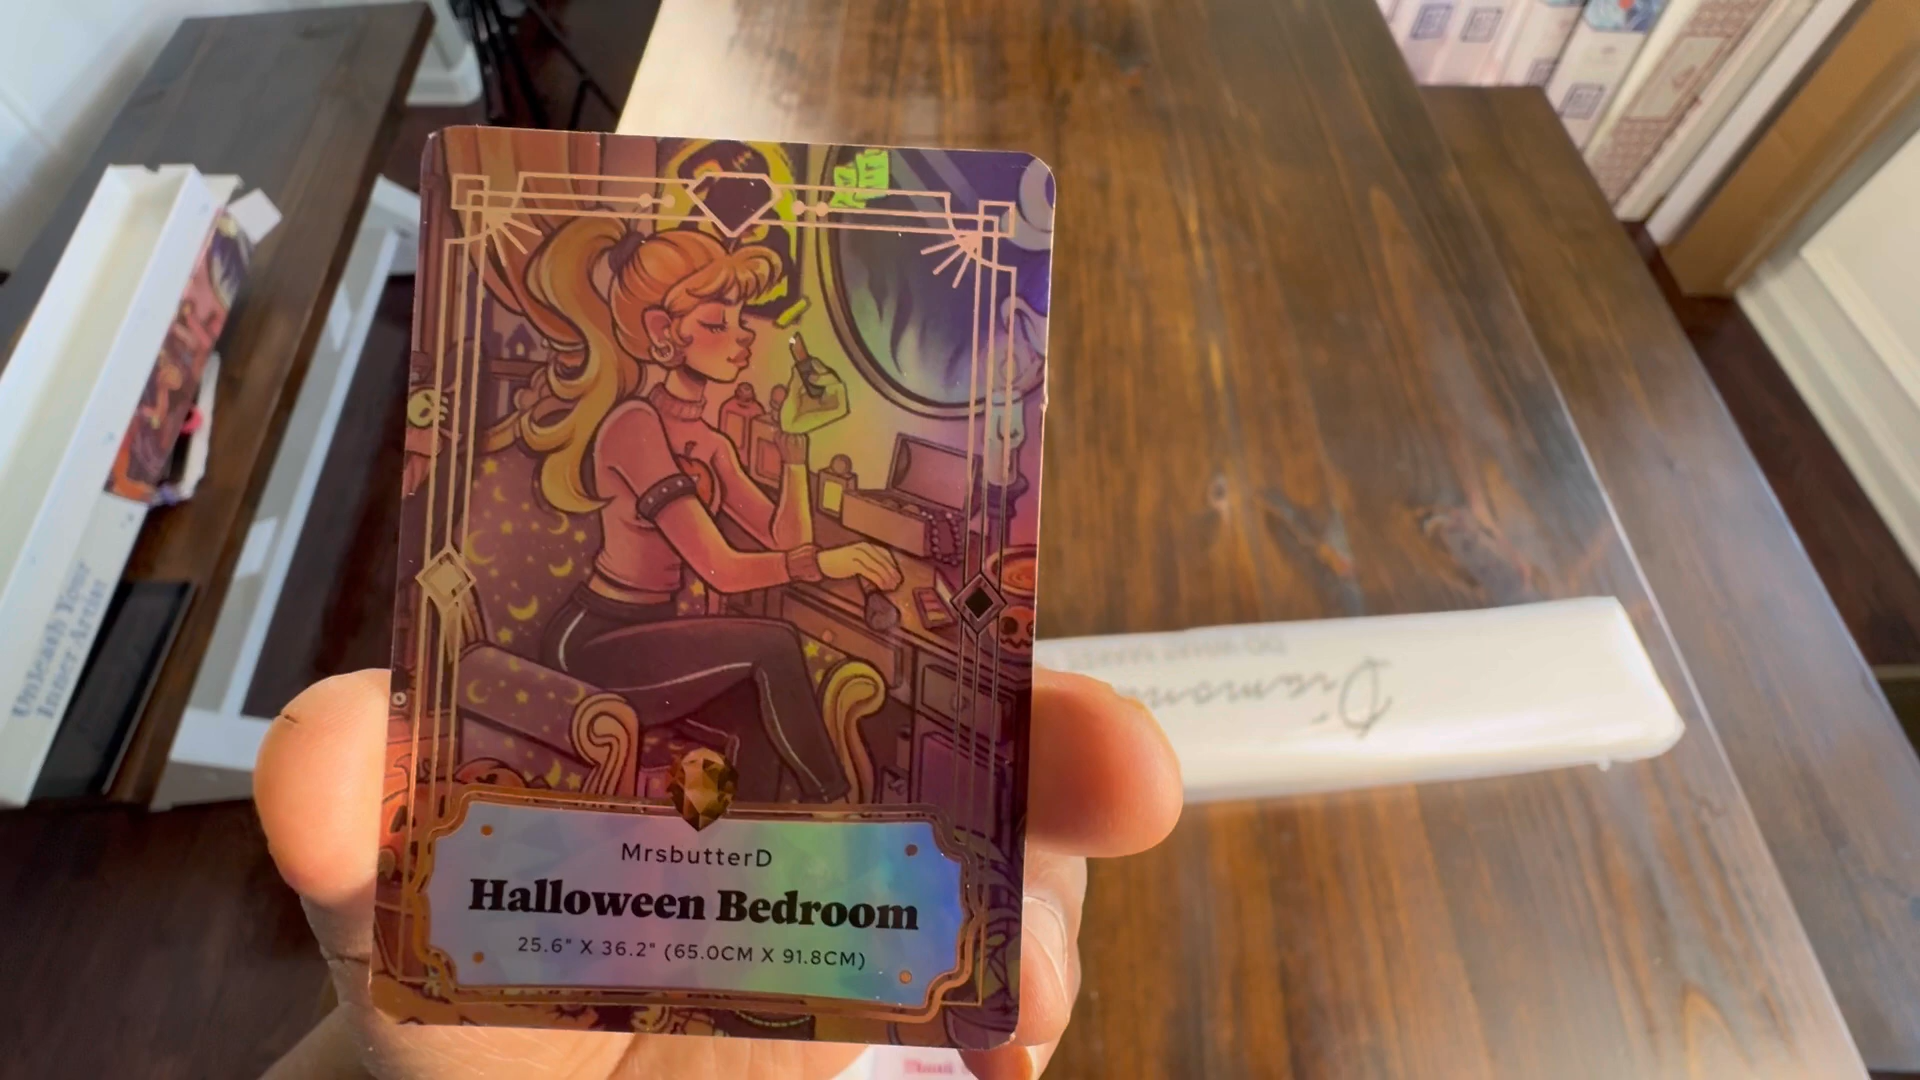 MrsbutterD
Halloween Bedroom
25.6" X 36.2" (65.0CM X 91.8CM)
Unleash Your
Inner Artist